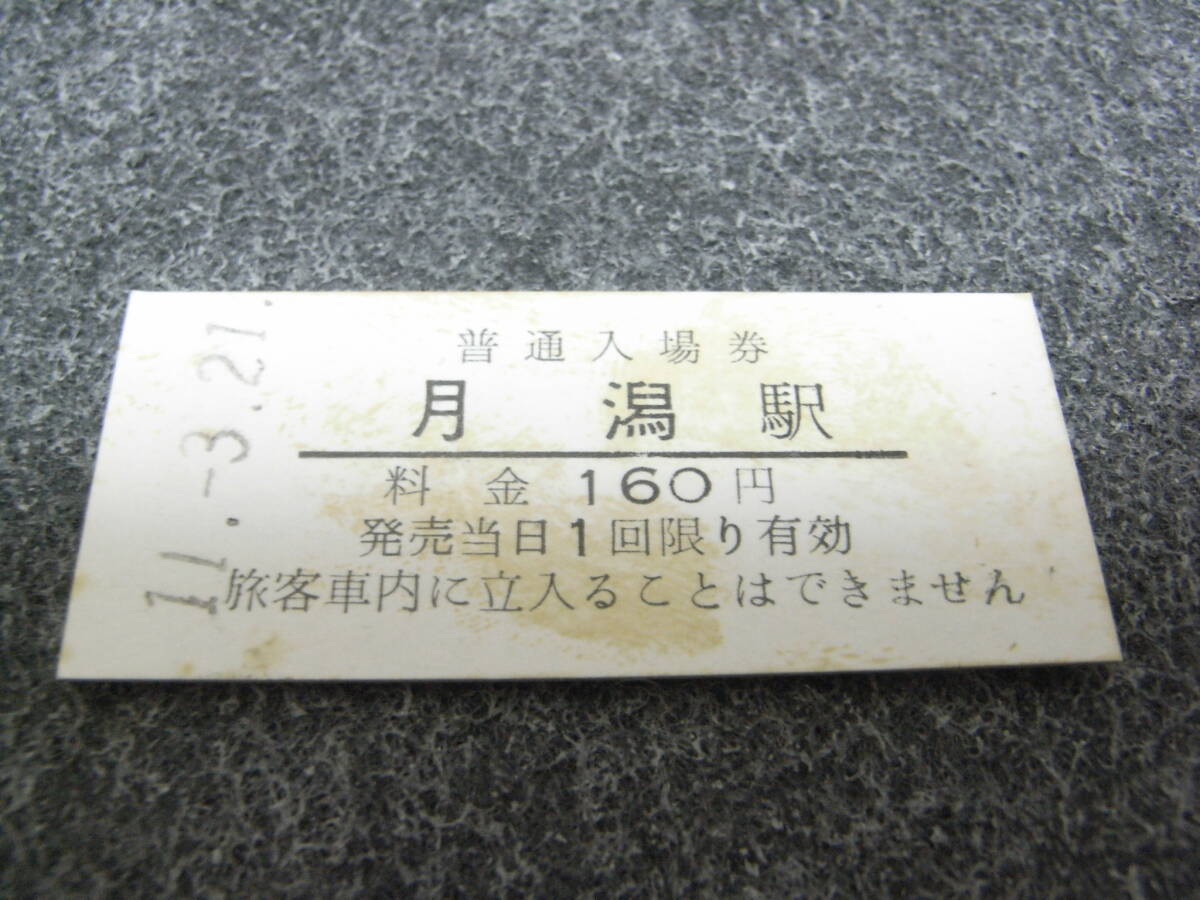 11.-3.21.
普通入場券
月潟駅
料金 160円
発売当日1回限り有効
旅客車内に立入ることはできません